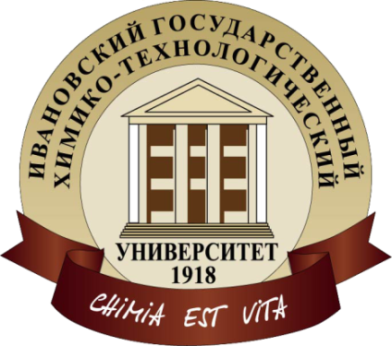 ИВАНОВСКИЙ ГОСУДАРСТВЕННЫЙ
ХИМИКО-ТЕХНОЛОГИЧЕСКИЙ
УНИВЕРСИТЕТ
1918
CHIMIA EST VITA